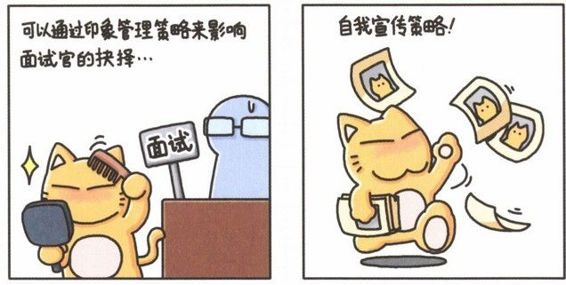 可以通过印象管理策略来影响
面试官的抉择…
面试
自我宣传策略!